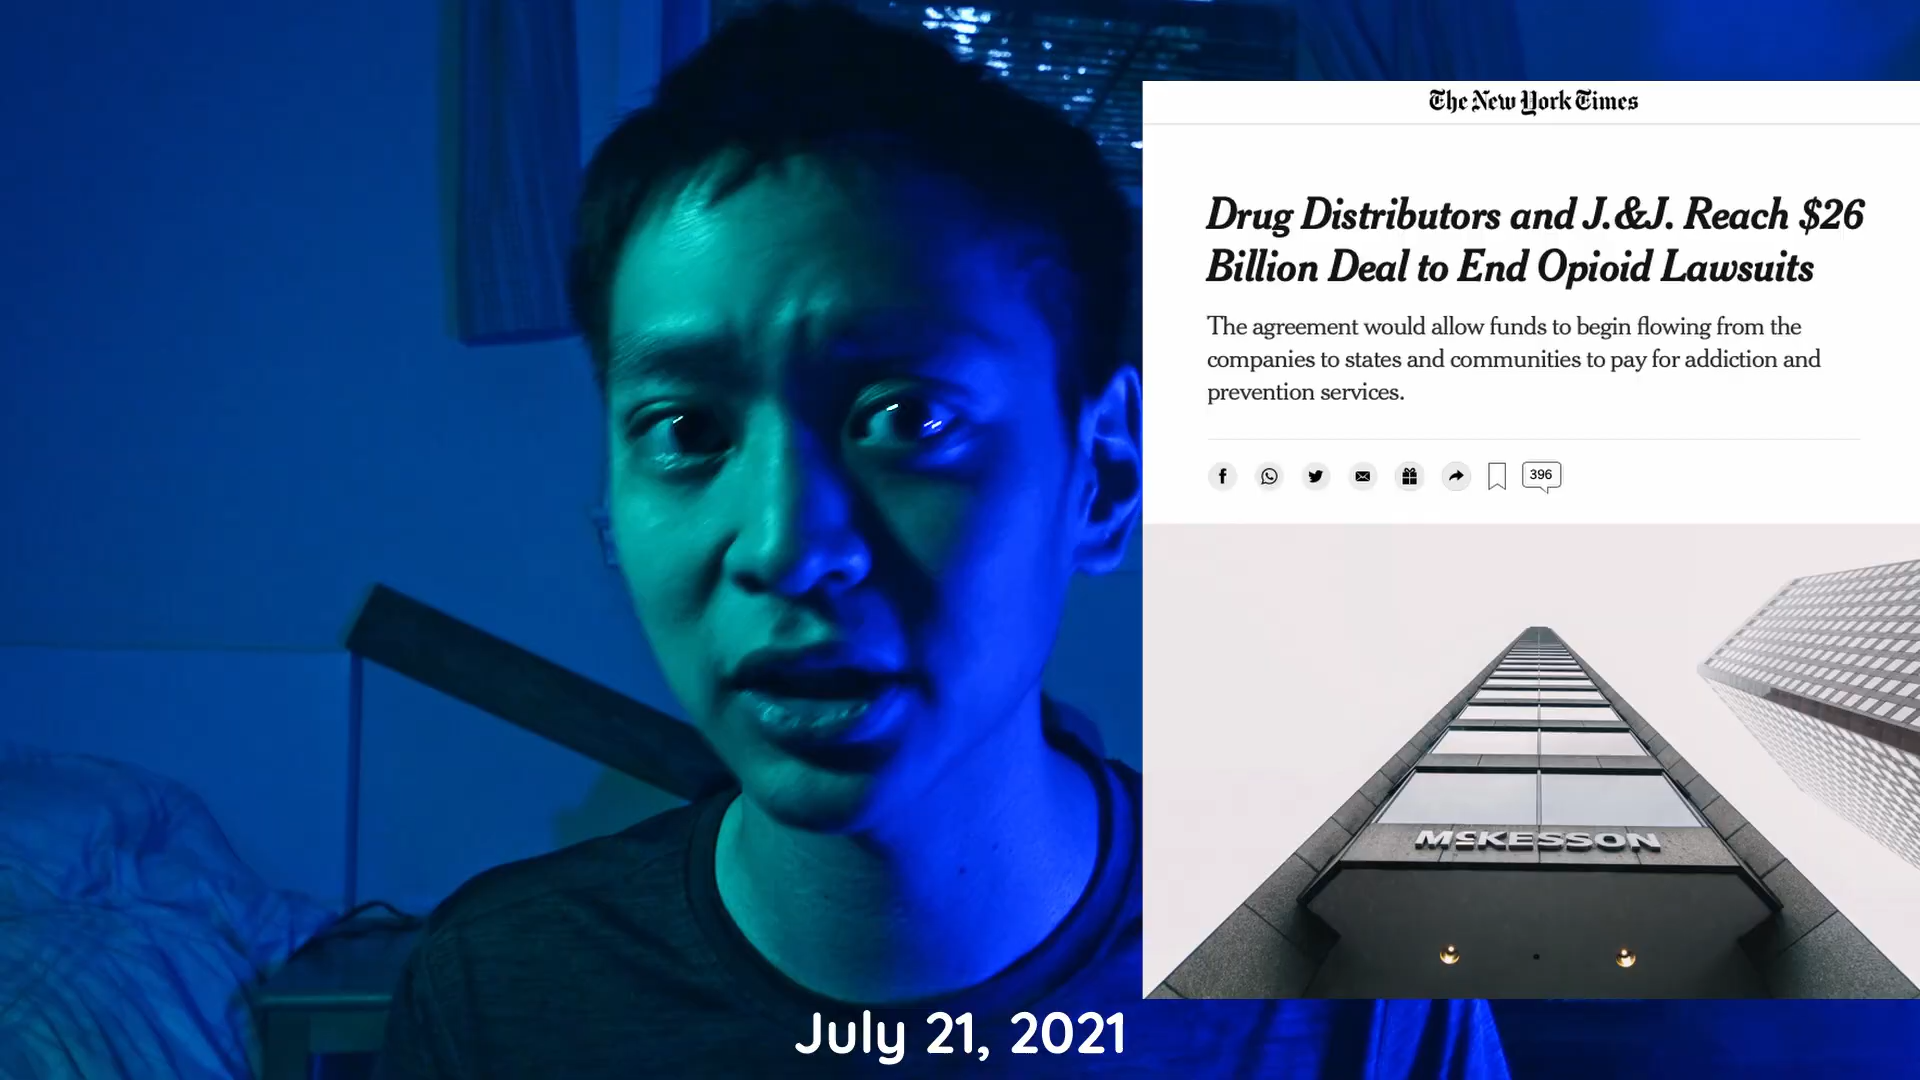 The New York Times
Drug Distributors and J.&J. Reach $26
Billion Deal to End Opioid Lawsuits
The agreement would allow funds to begin flowing from the
companies to states and communities to pay for addiction and
prevention services.
396
McKESSON
July 21, 2021